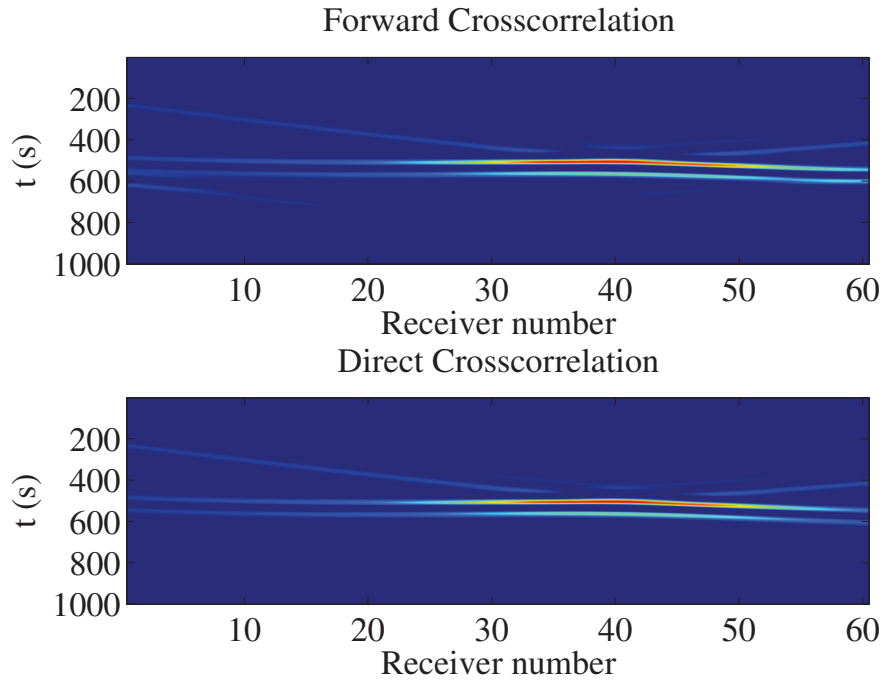 Forward Crosscorrelation
t (s)
200
400
600
800
1000
10 20 30 40 50 60
Receiver number
Direct Crosscorrelation
t (s)
200
400
600
800
1000
10 20 30 40 50 60
Receiver number